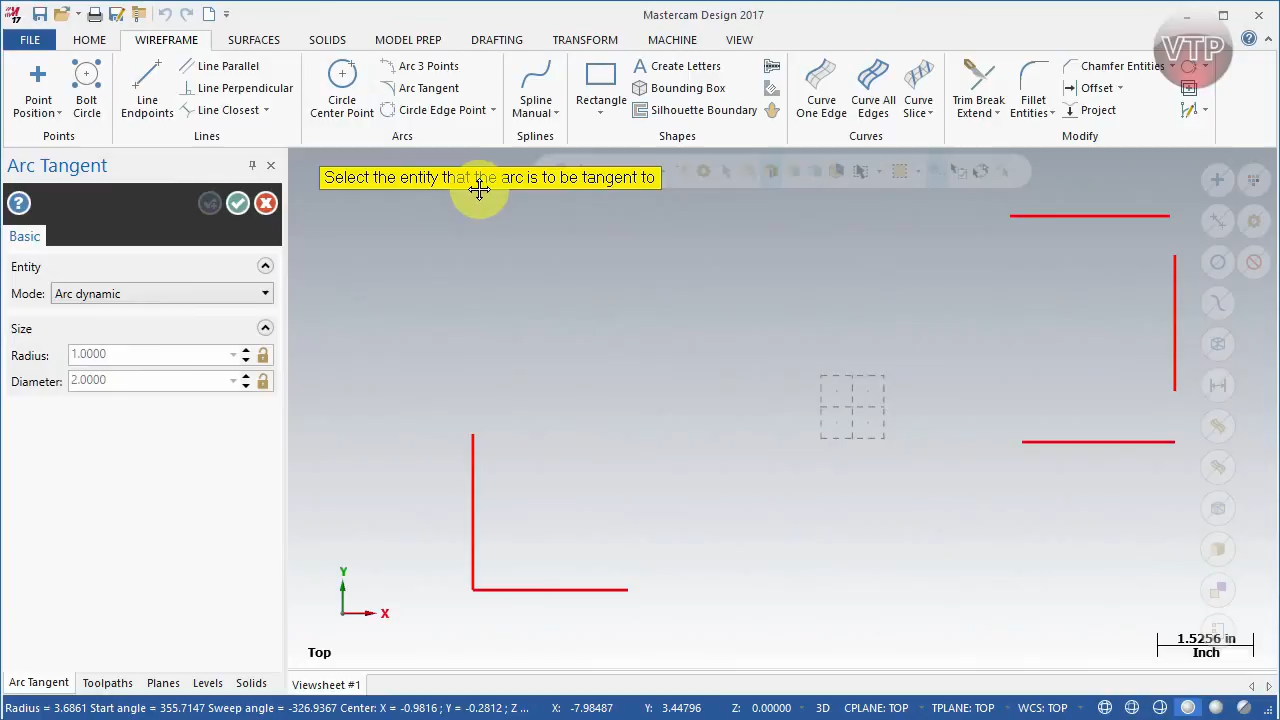 17
Mastercam Design 2017
FILE
HOME
WIREFRAME
SURFACES
SOLIDS
MODEL PREP
DRAFTING
TRANSFORM
MACHINE
VIEW
VTP
Point Position
Bolt Circle
Points
Line Endpoints
Line Parallel
Line Perpendicular
Line Closest
Lines
Circle Center Point
Arc 3 Points
Arc Tangent
Circle Edge Point
Arcs
Spline Manual
Splines
Rectangle
Create Letters
Bounding Box
Silhouette Boundary
Shapes
Curve One Edge
Curve All Edges
Curve Slice
Curves
Trim Break Extend
Fillet Entities
Chamfer Entities
Offset
Project
Modify
Arc Tangent
Basic
Entity
Mode: Arc dynamic
Size
Radius: 1.0000
Diameter: 2.0000
Select the entity that the arc is to be tangent to
Y
X
Top
1.5256 in
Inch
Arc Tangent
Toolpaths
Planes
Levels
Solids
Viewsheet #1
Radius = 3.6861 Start angle = 355.7147 Sweep angle = -326.9367 Center: X = -0.9816 ; Y = -0.2812 ; Z ...
X: -7.98487
Y: 3.44796
Z: 0.00000
3D
CPLANE: TOP
TPLANE: TOP
WCS: TOP